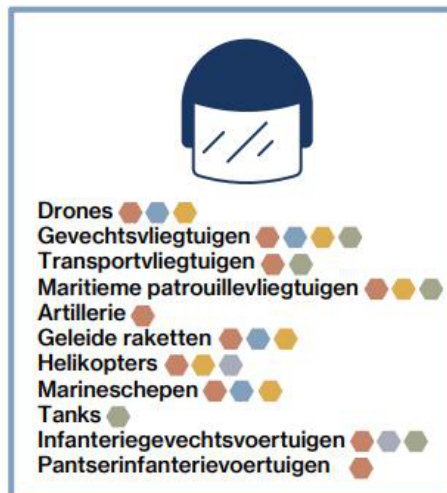 Drones
Gevechtsvliegtuigen
Transportvliegtuigen
Maritieme patrouillevliegtuigen
Artillerie
Geleide raketten
Helikopters
Marineschepen
Tanks
Infanteriegevechtsvoertuigen
Pantserinfanterievoertuigen